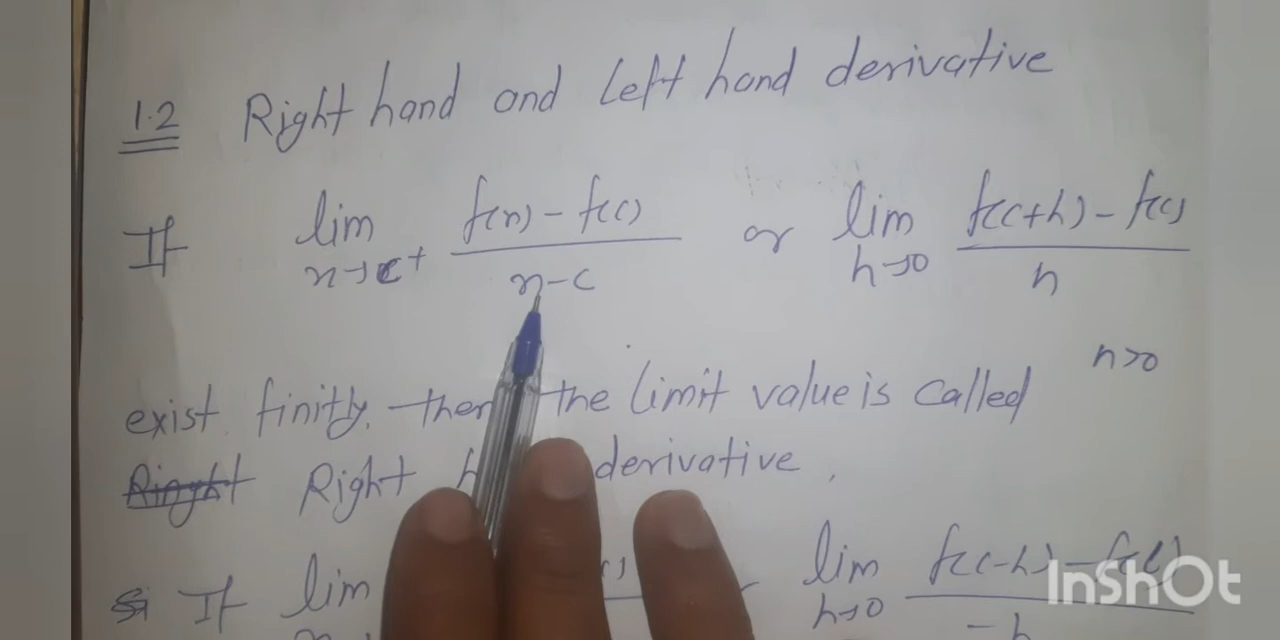 1.2 Right hand and left hand derivative
If lim x→c+ f(x) - f(c) / x - c or lim h→0 f(c+h) - f(c) / h
h>0
exist finitly, then the limit value is called
Right derivative.
If lim lim h→0 f(c-h) - f(c) / -h
InShOt